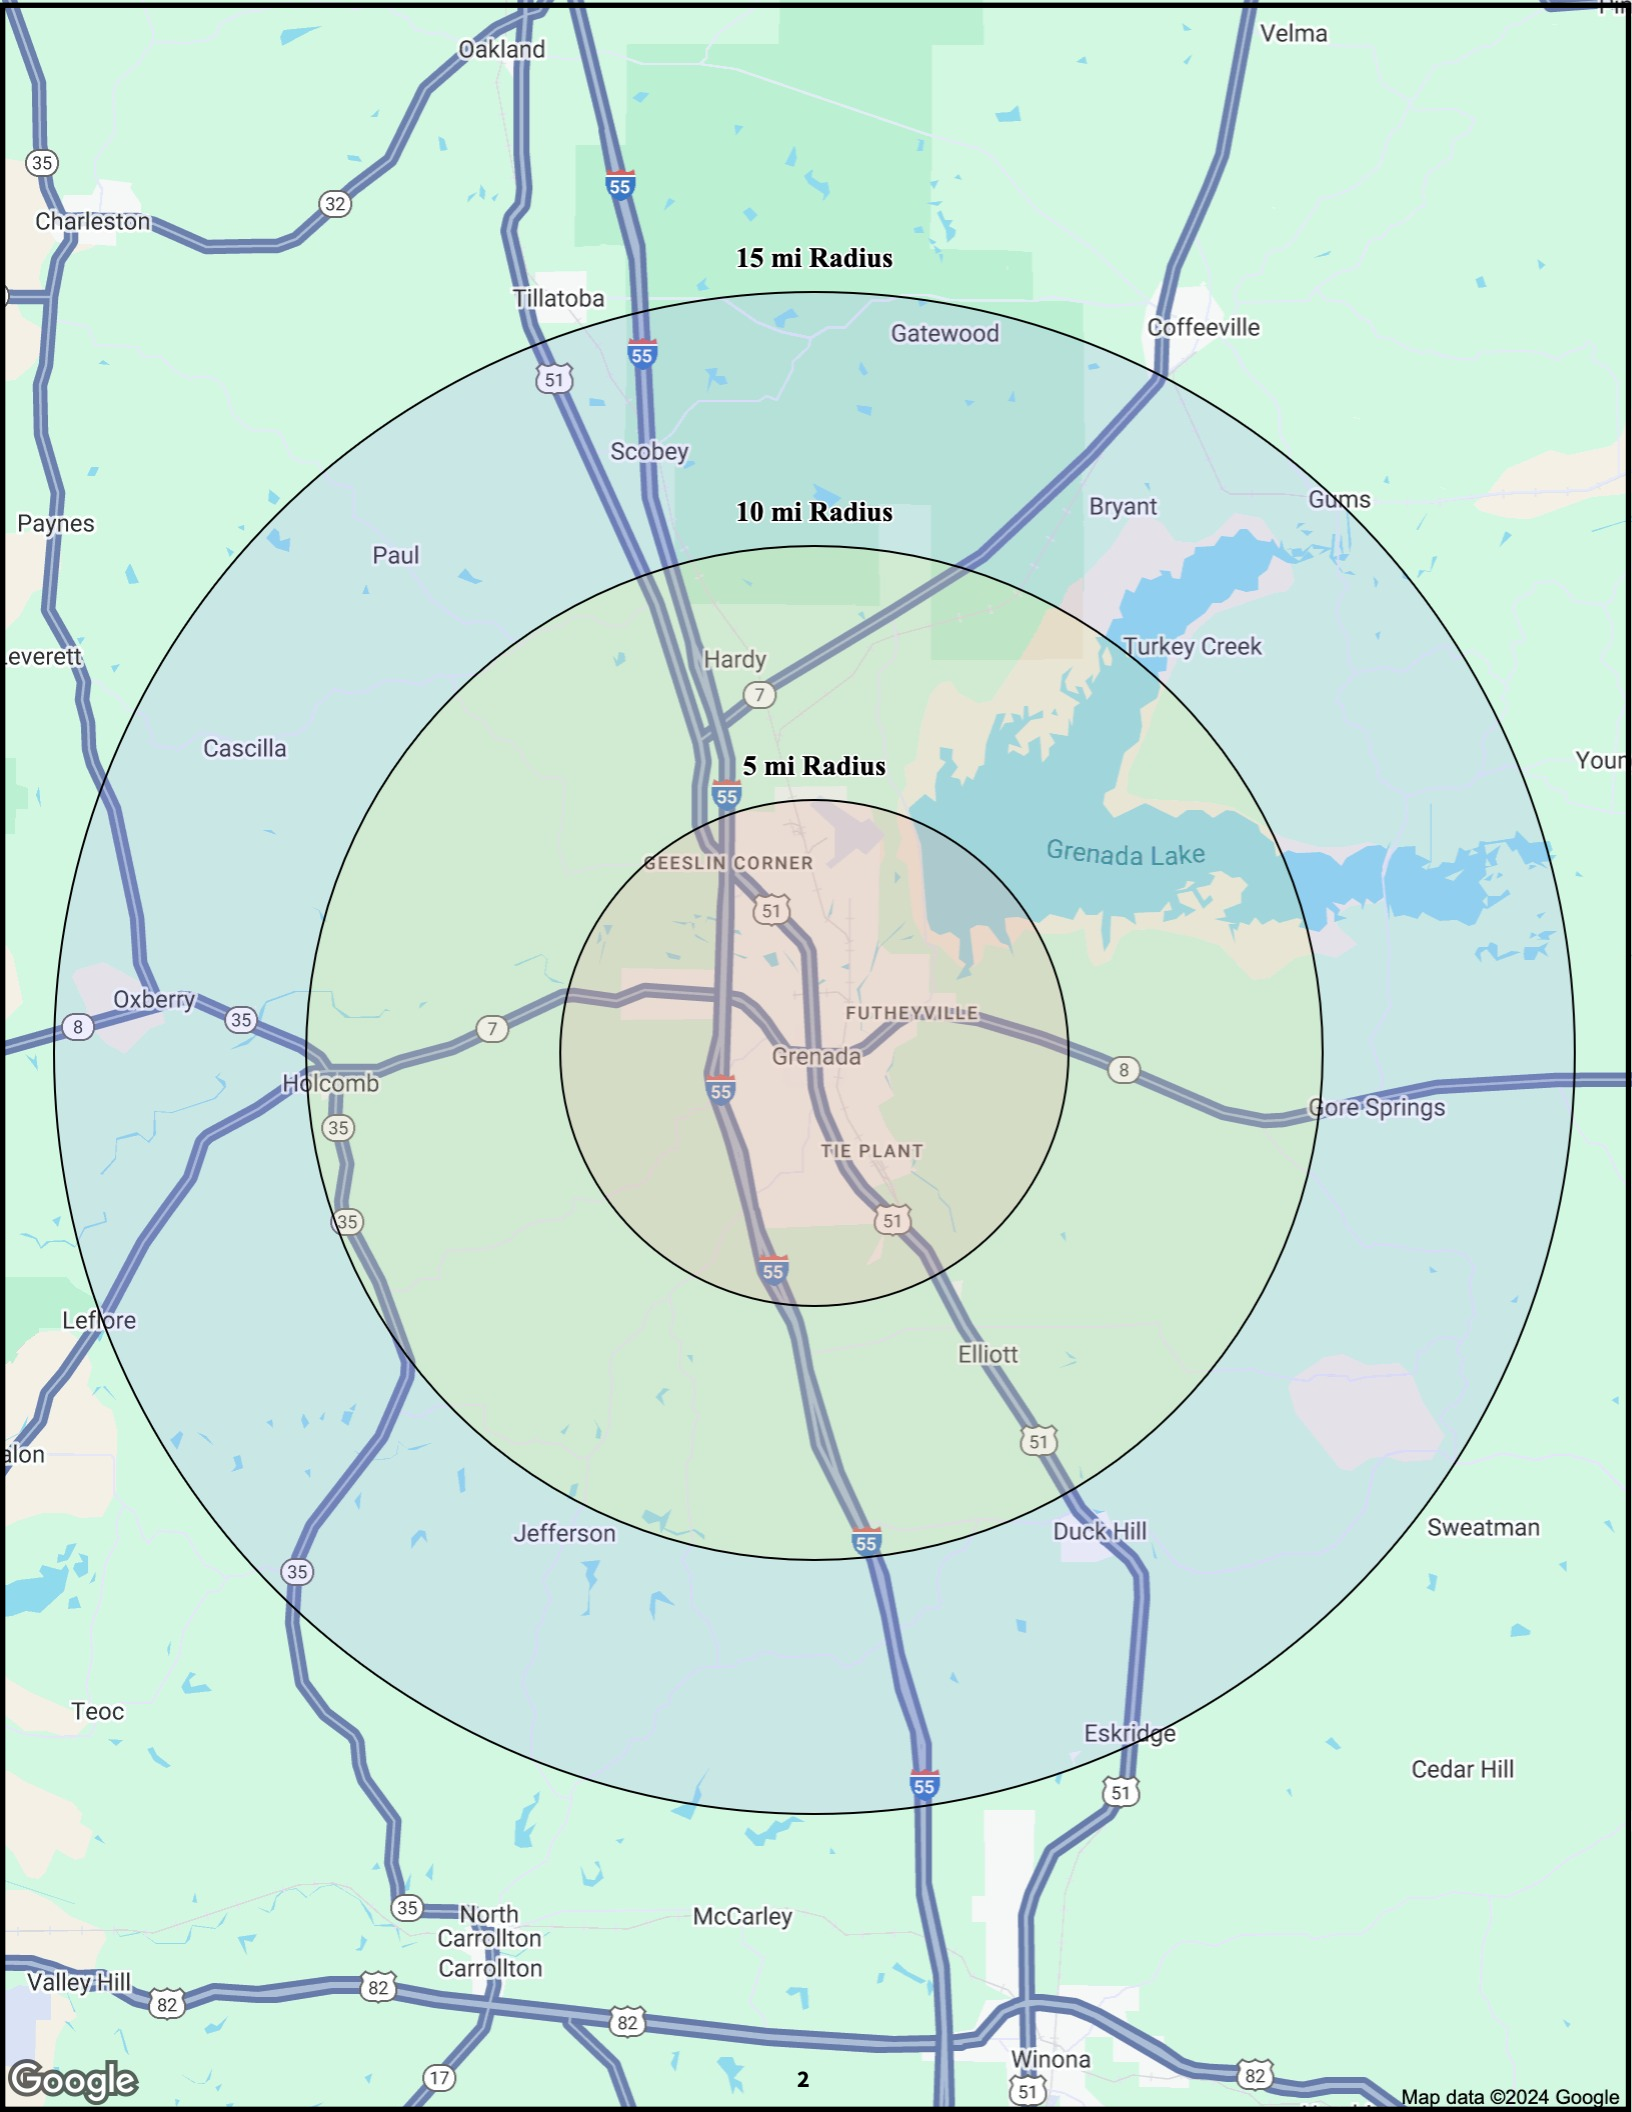 Velma
Oakland
35
55
32
Charleston
15 mi Radius
Tillatoba
Coffeeville
Gatewood
55
51
Scobey
Gums
Bryant
10 mi Radius
Paynes
Paul
Turkey Creek
Leverett
Hardy
7
Cascilla
5 mi Radius
55
Grenada Lake
GEESLIN CORNER
51
Oxberry
FUTHEYVILLE
35
8
7
Grenada
8
Holcomb
55
Gore Springs
35
TIE PLANT
51
35
55
Leflore
Elliott
51
alon
Sweatman
Duck Hill
Jefferson
55
35
Teoc
Eskridge
Cedar Hill
55
51
35
North
Carrollton
McCarley
Carrollton
Valley Hill
82
82
82
Winona
82
Google
17
2
51
Map data ©2024 Google